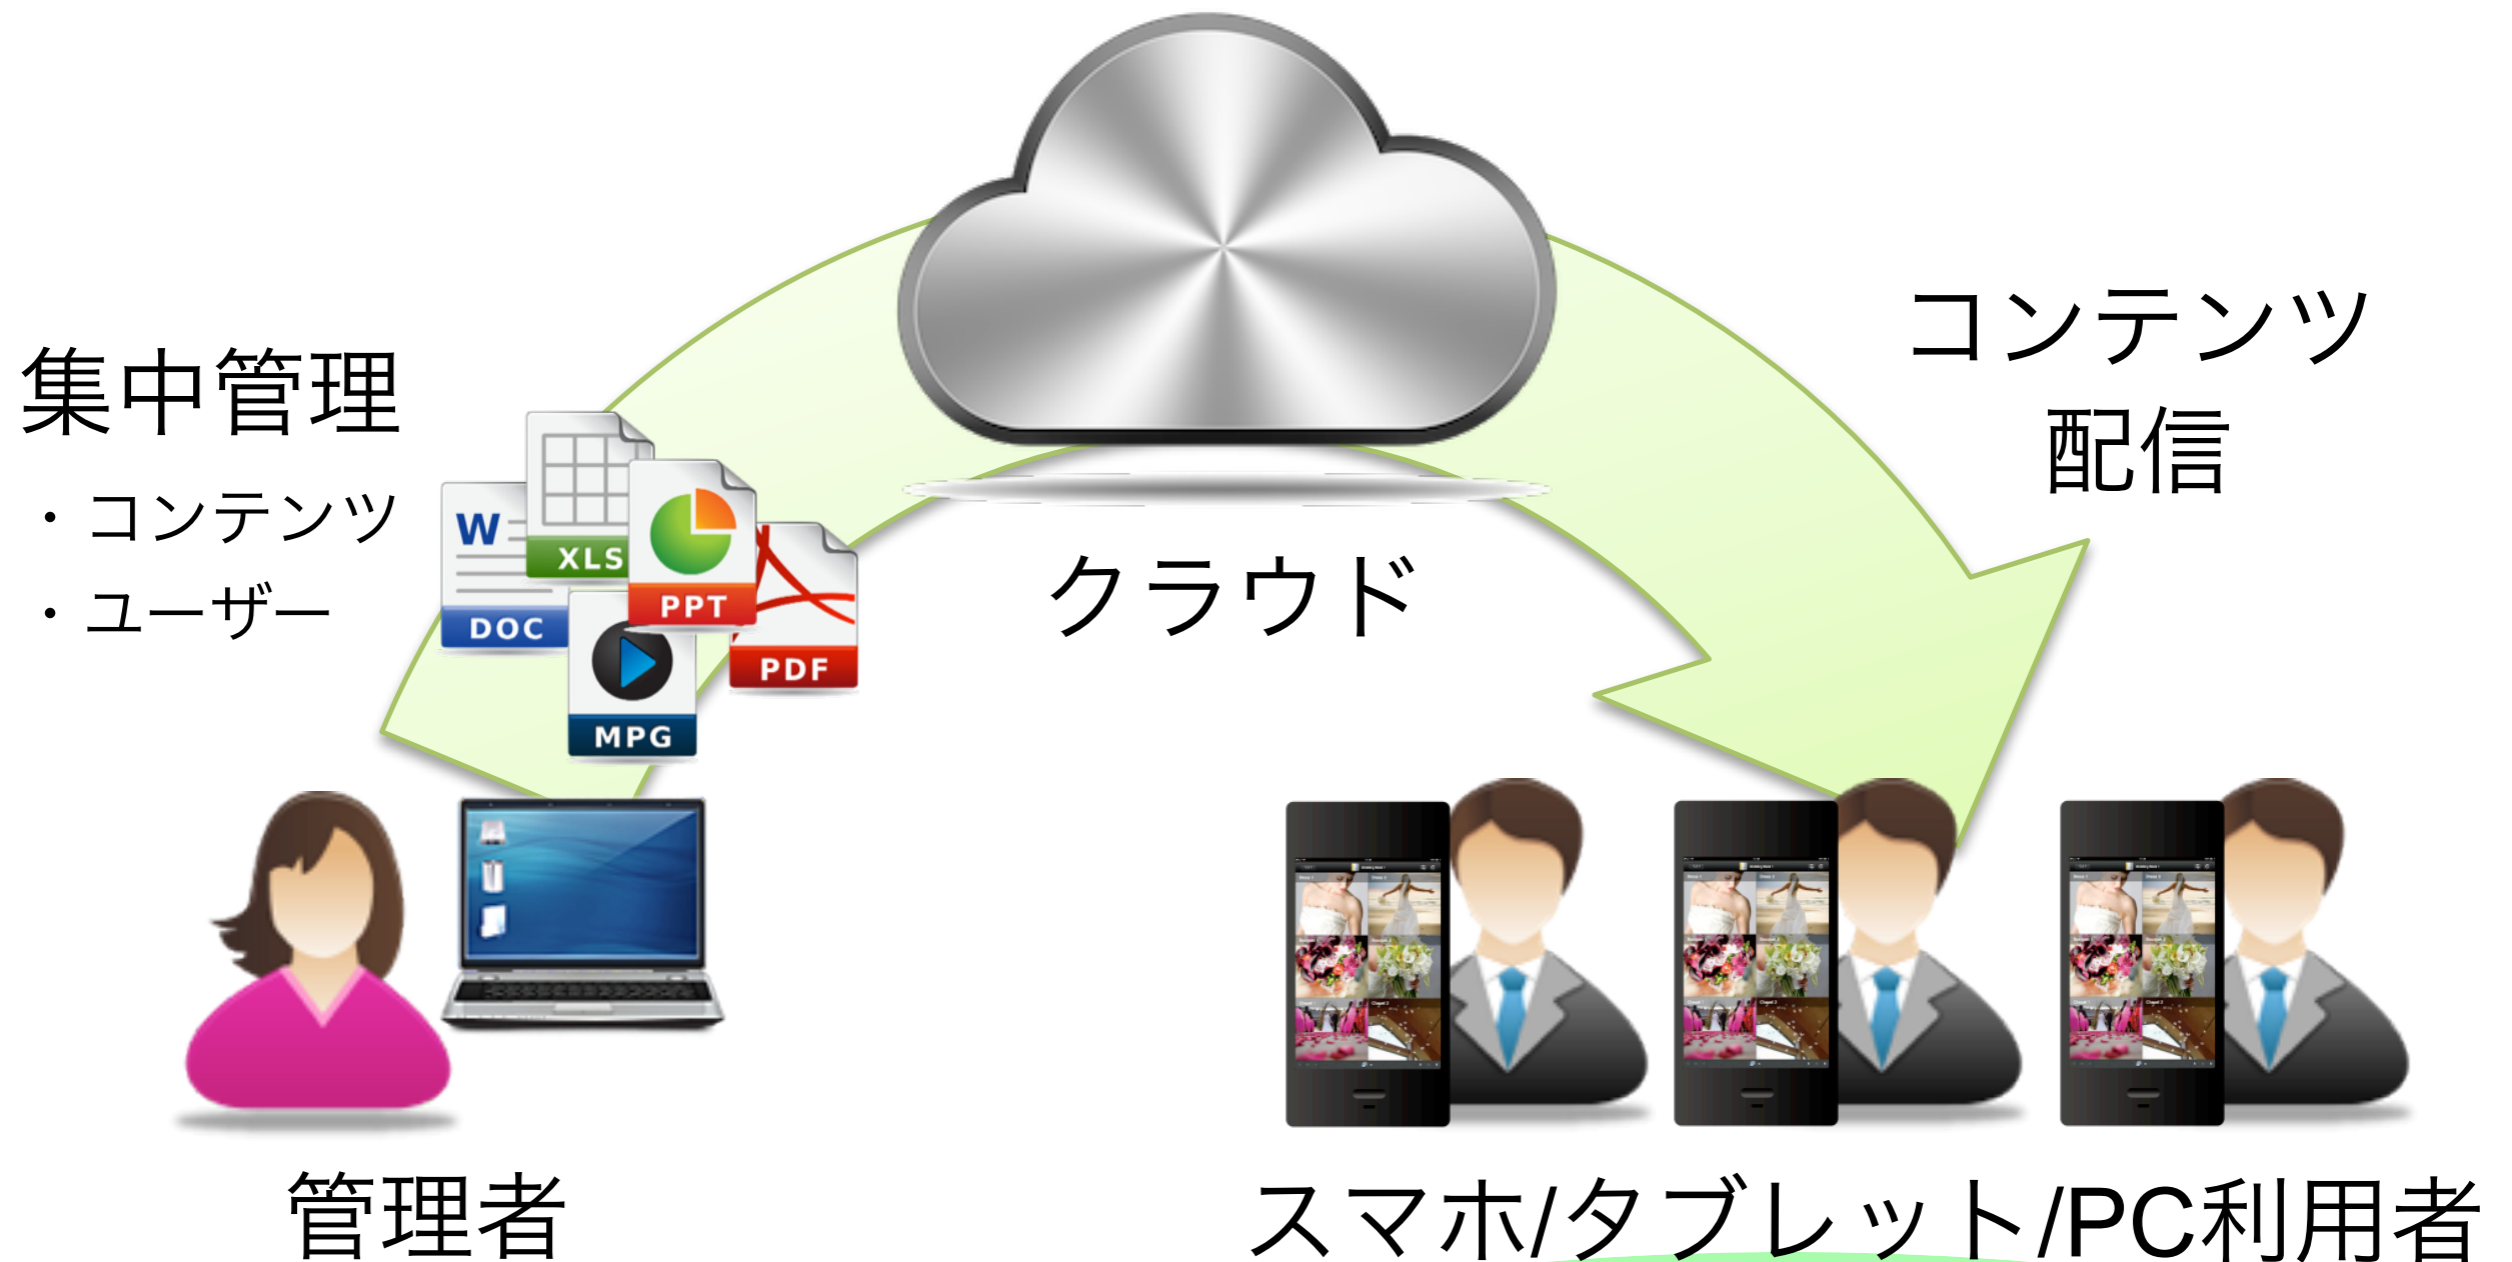 集中管理
・コンテンツ
・ユーザー
W
DOC
XLS
PPT
PDF
MPG
クラウド
コンテンツ
配信
管理者
スマホ/タブレット/PC利用者